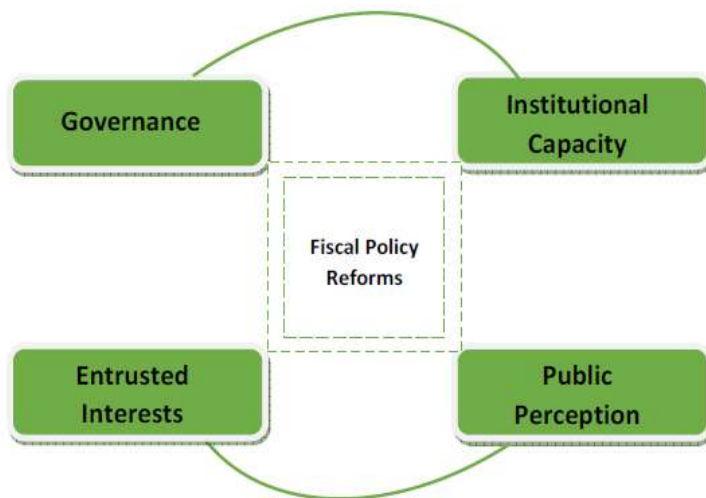 Governance
Institutional
Capacity
Fiscal Policy
Reforms
Entrusted
Interests
Public
Perception